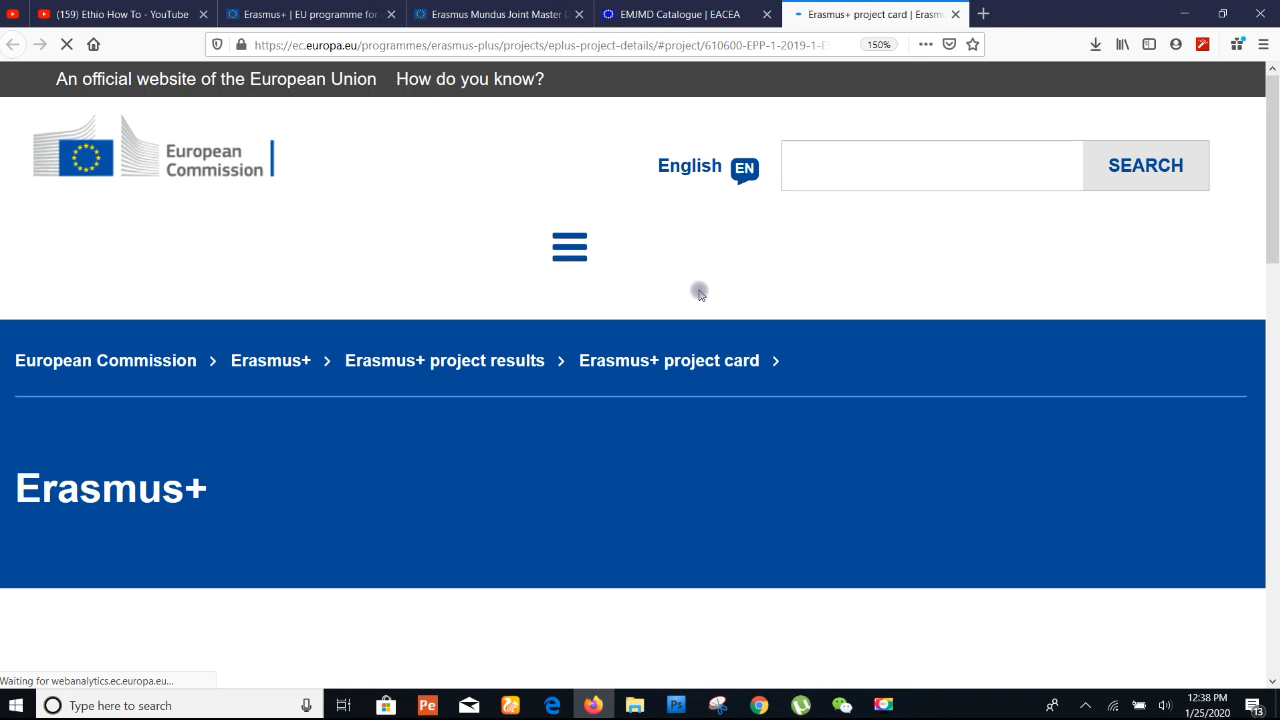 (159) Ethio How To - YouTube
Erasmus+ | EU programme for
Erasmus Mundus Joint Master D
EMJMD Catalogue | EACEA
Erasmus+ project card | Erasm
https://ec.europa.eu/programmes/erasmus-plus/projects/eplus-project-details/#project/610600-EPP-1-2019-1-ES
150%
An official website of the European Union How do you know?
European
Commission
English EN
SEARCH
European Commission > Erasmus+ > Erasmus+ project results > Erasmus+ project card >
Erasmus+
Waiting for webanalytics.ec.europa.eu...
Type here to search
Pe
Ps
12:38 PM
1/25/2020
13